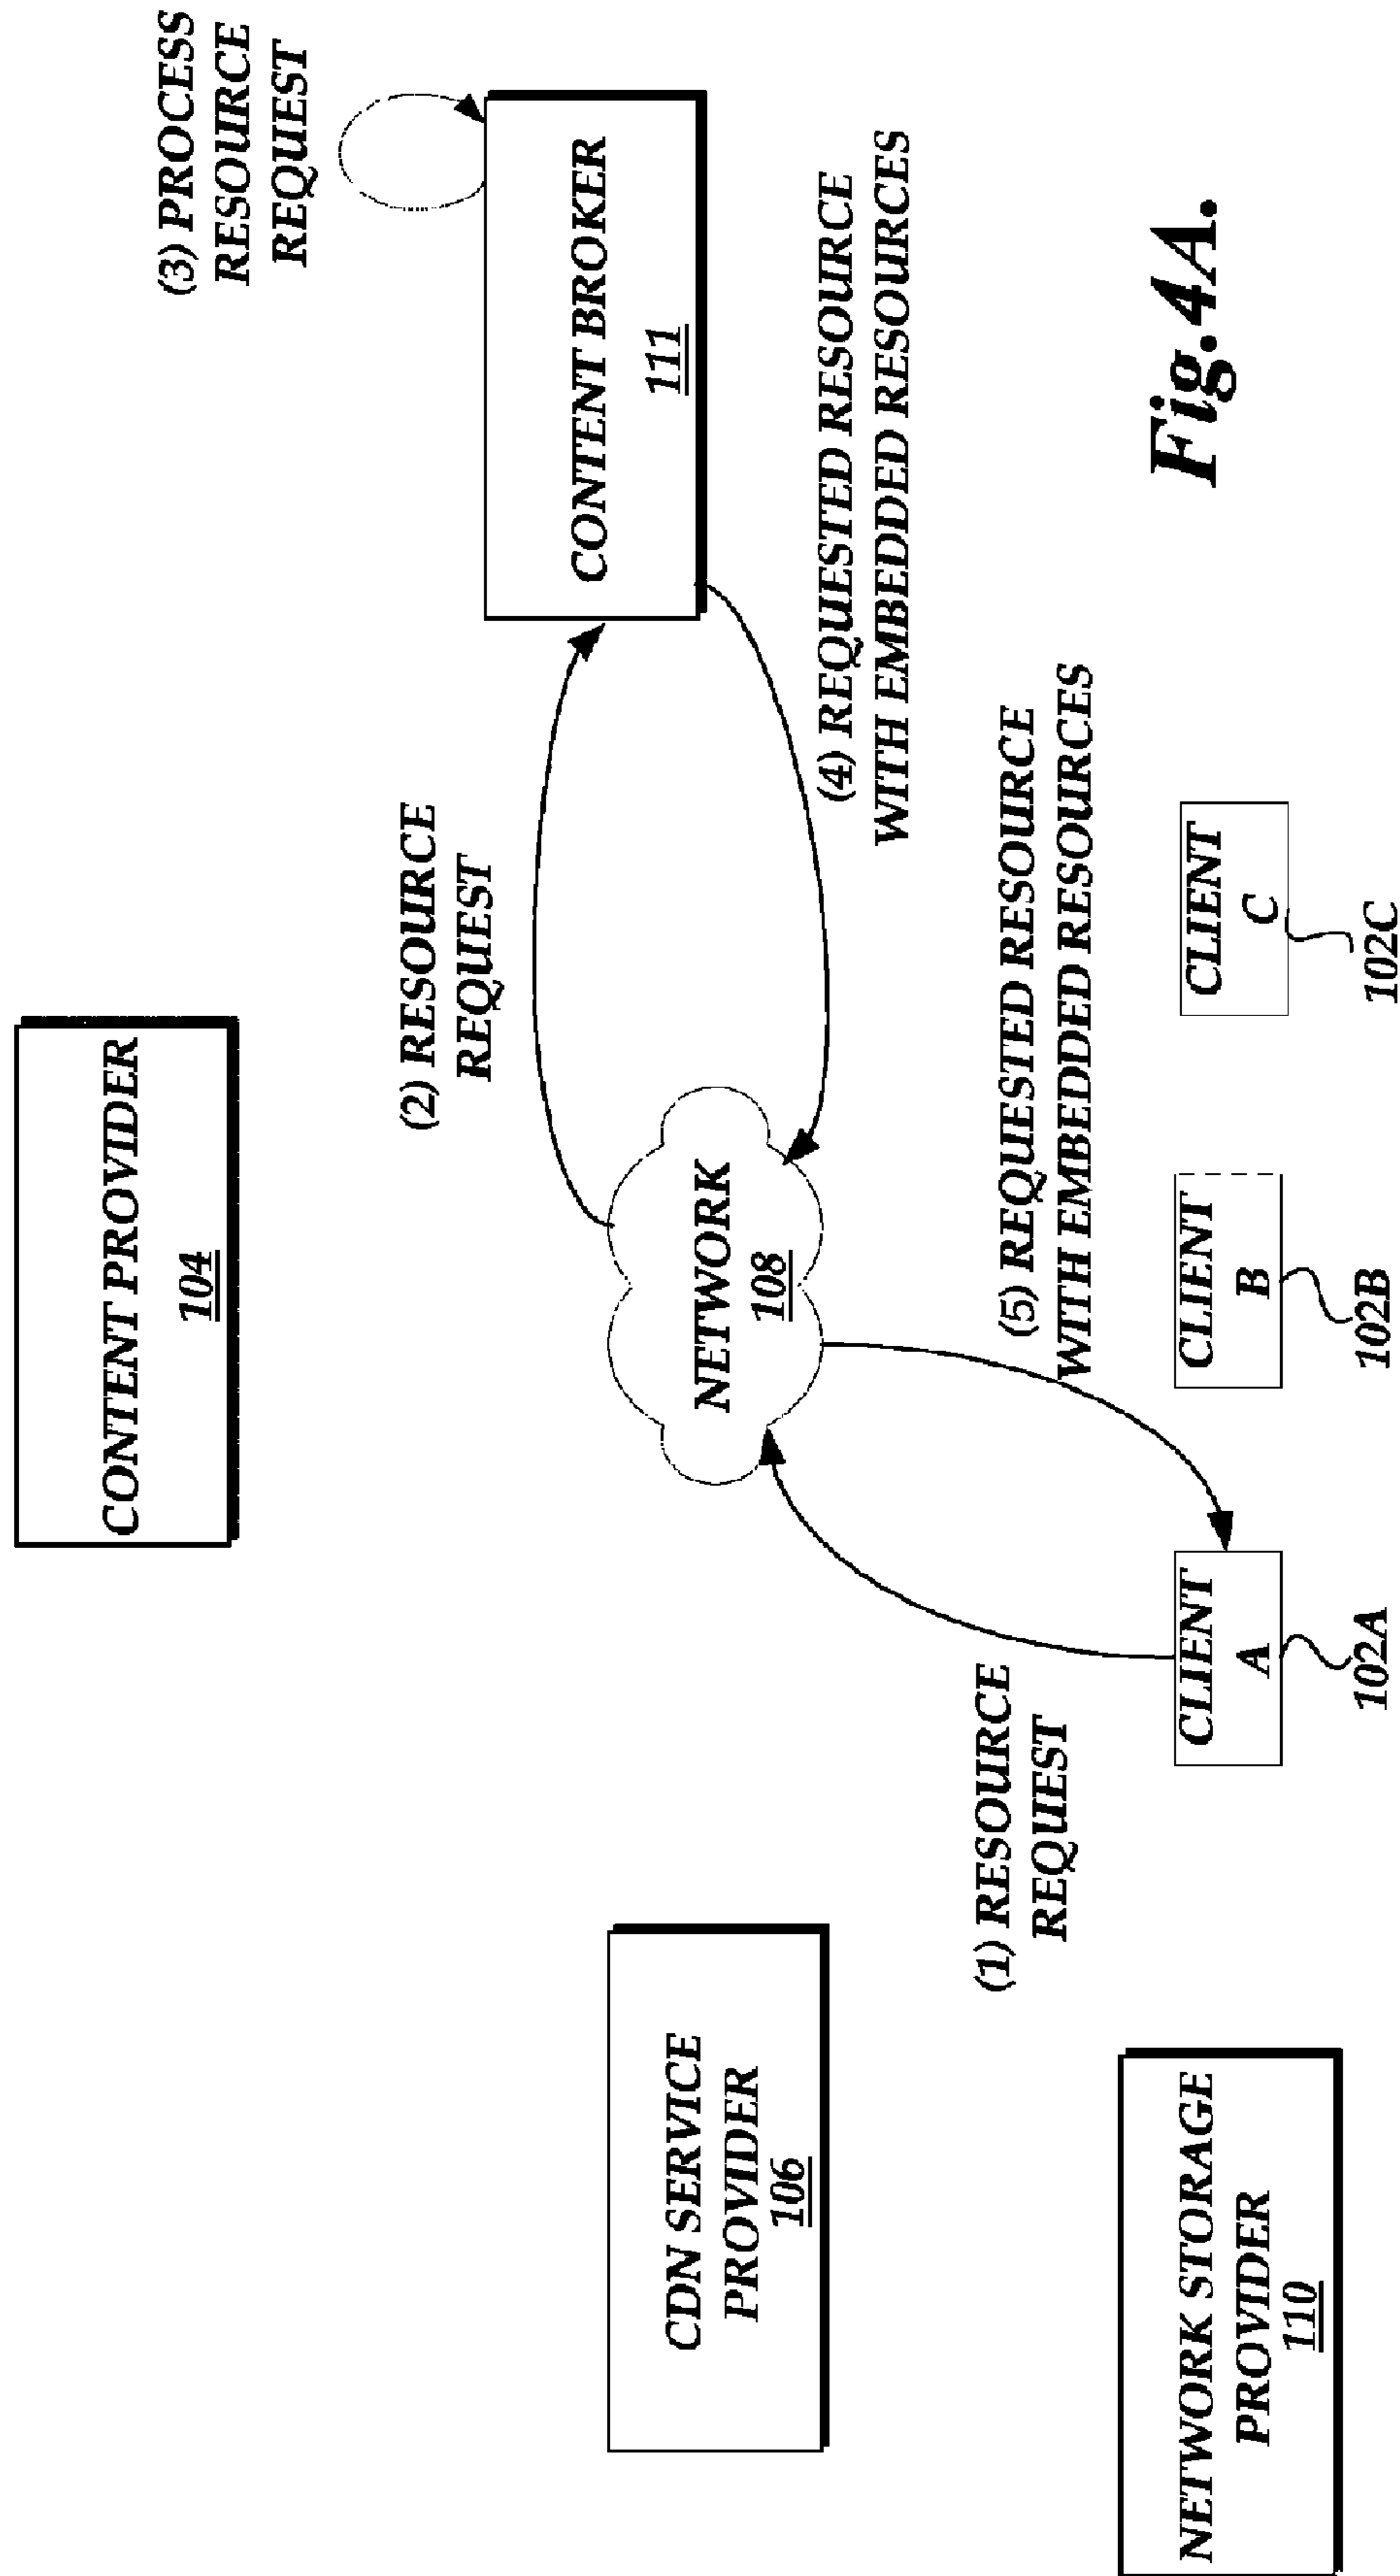 CONTENT PROVIDER
104
(3) PROCESS
RESOURCE
REQUEST
(2) RESOURCE
REQUEST
CONTENT BROKER
111
CDN SERVICE
PROVIDER
106
NETWORK
108
(4) REQUESTED RESOURCE
WITH EMBEDDED RESOURCES
(1) RESOURCE
REQUEST
(5) REQUESTED RESOURCE
WITH EMBEDDED RESOURCES
NETWORK STORAGE
PROVIDER
110
CLIENT
A
102A
CLIENT
B
102B
CLIENT
C
102C
Fig.4A.